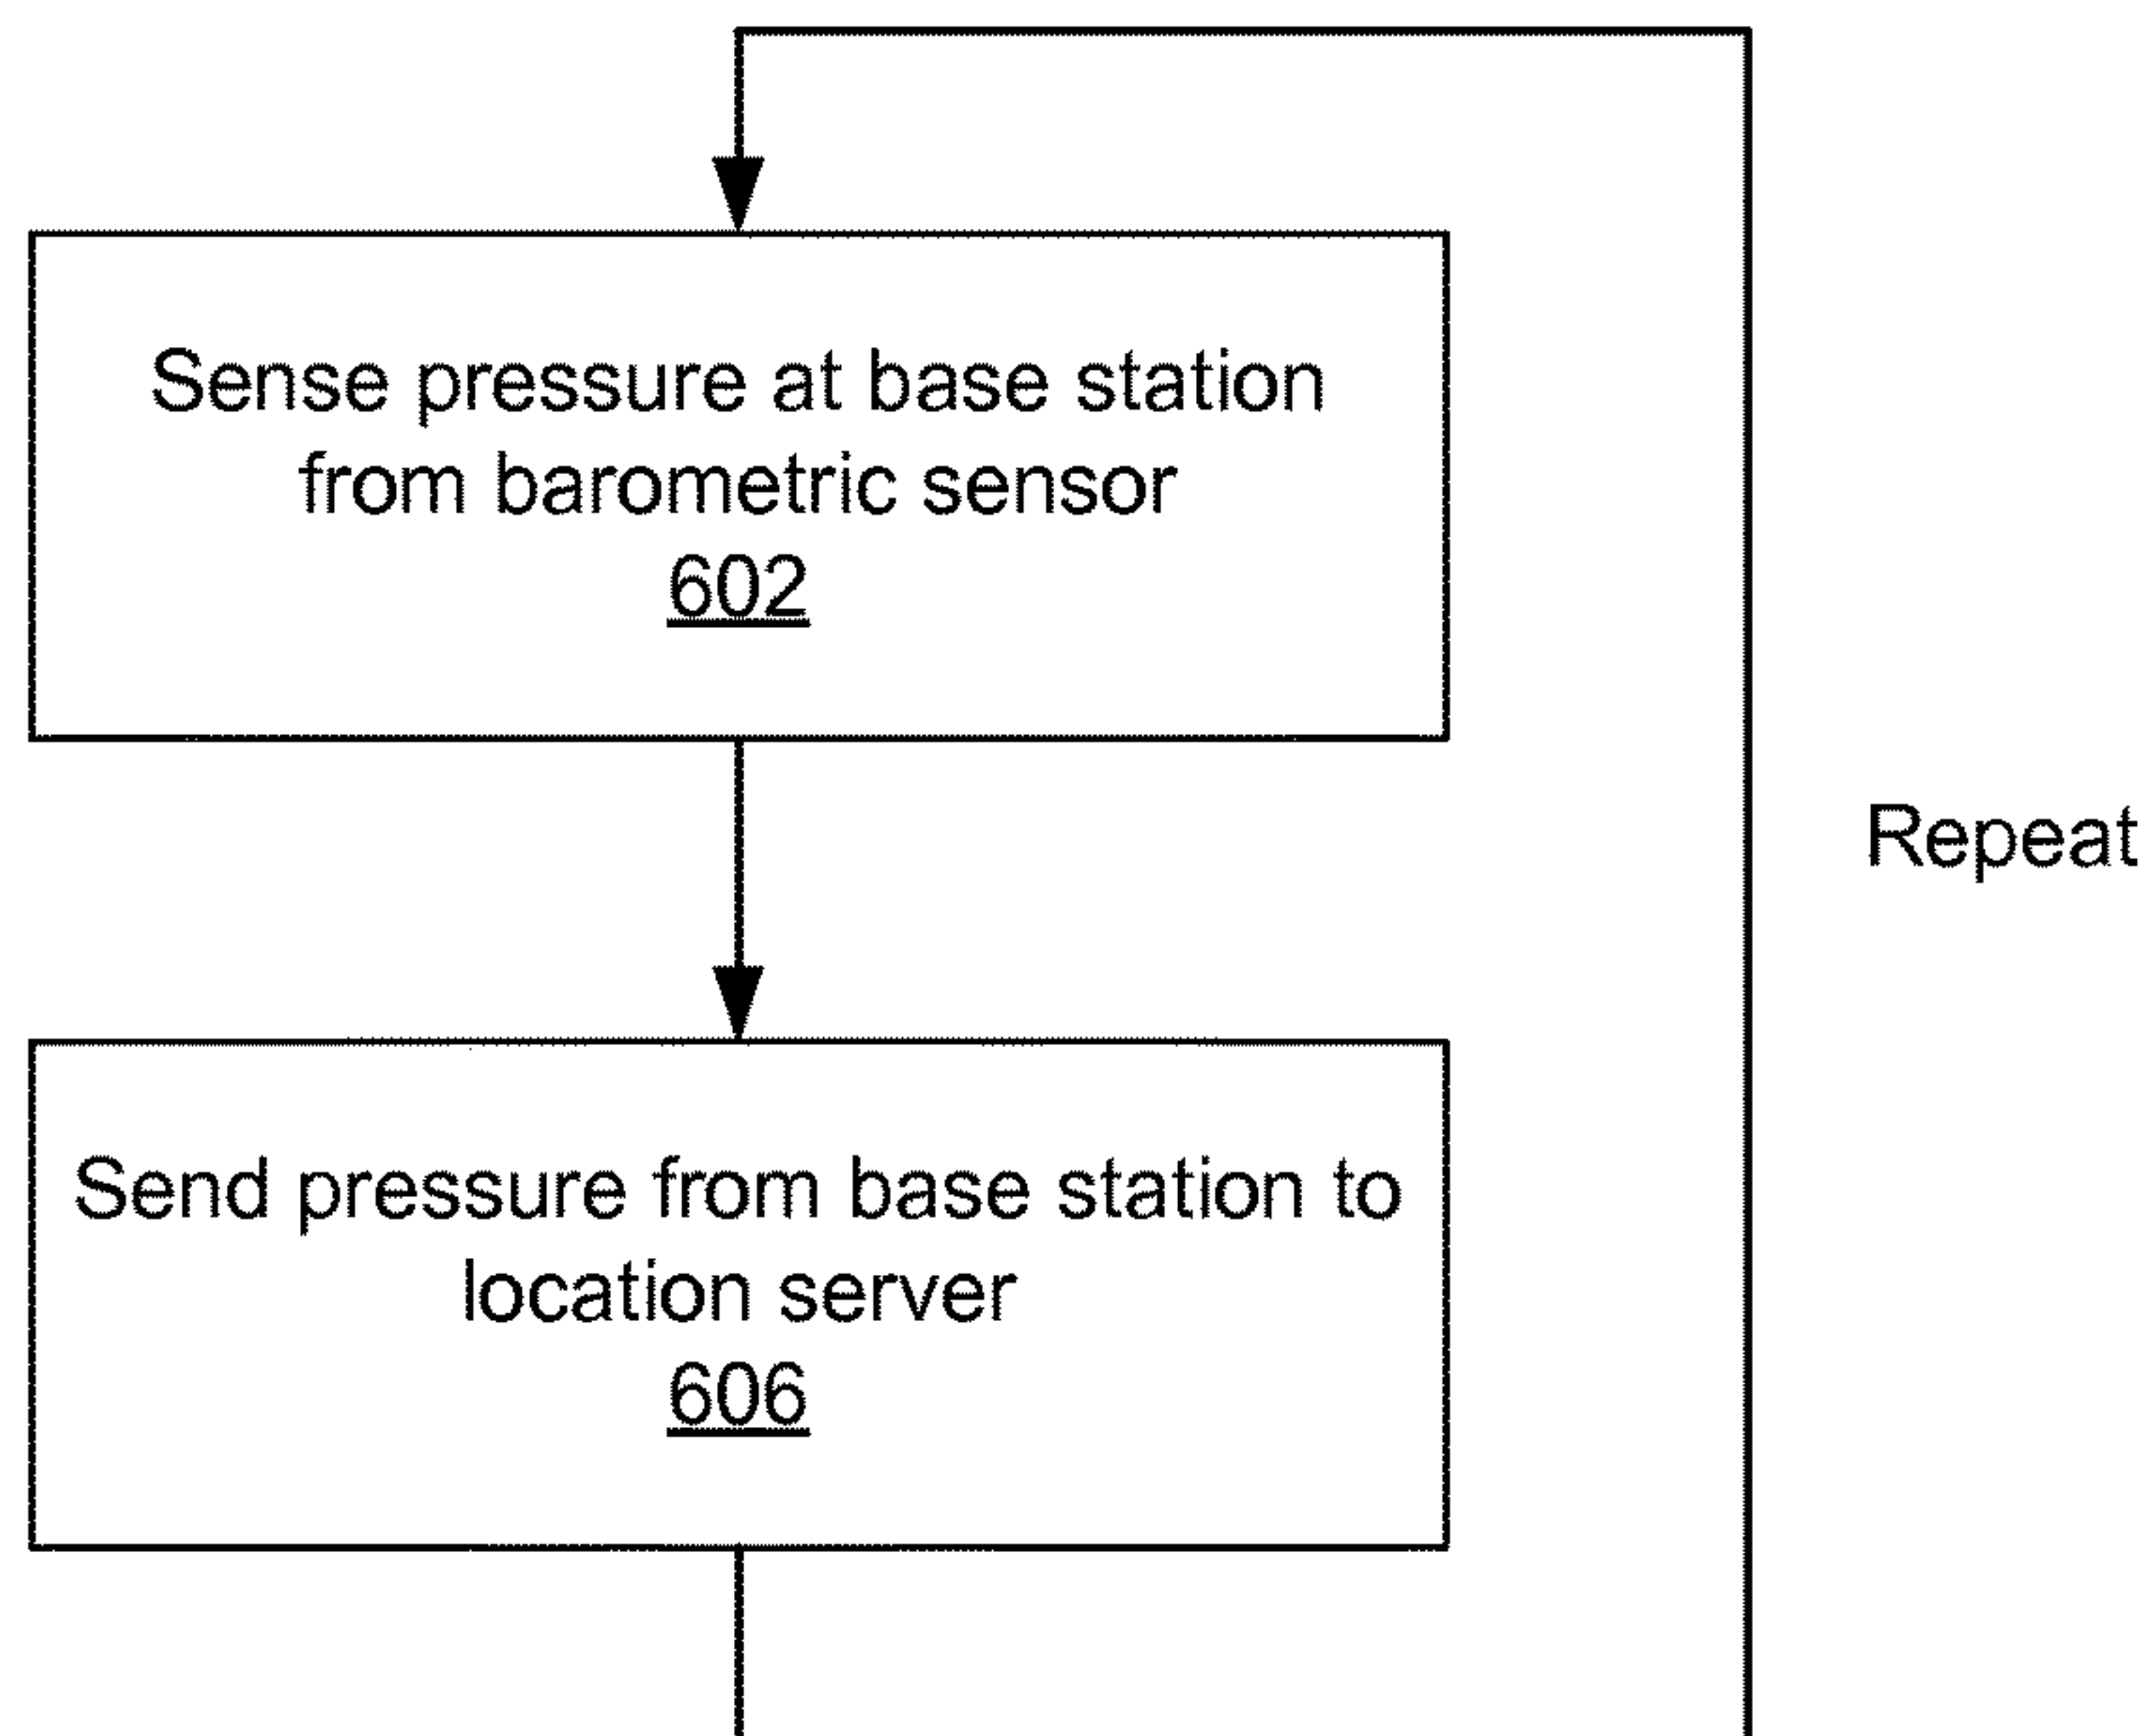 Sense pressure at base station
from barometric sensor
602
Repeat
Send pressure from base station to
location server
606